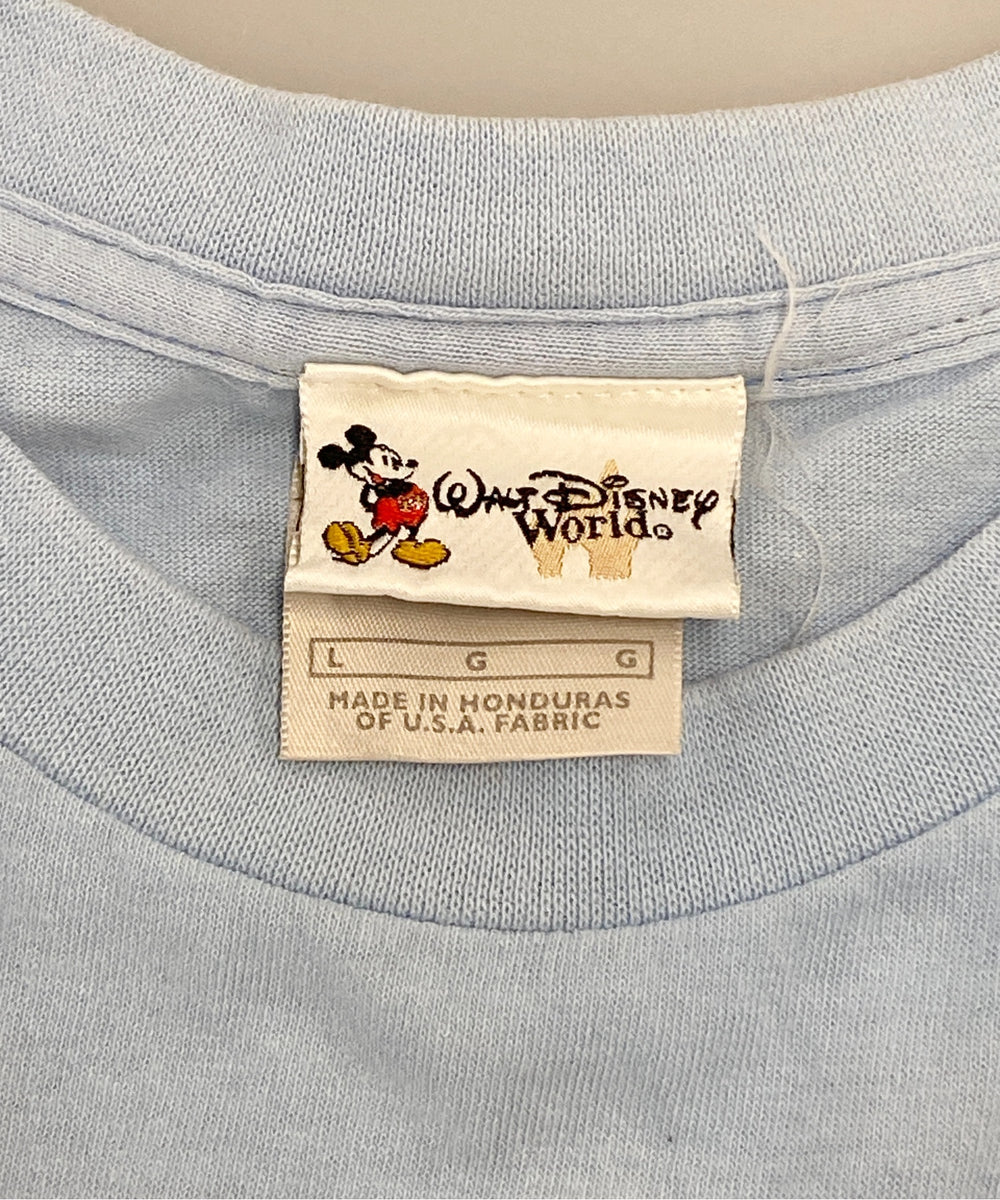 WALT DISNEY
World®
L G G
MADE IN HONDURAS
OF U.S.A. FABRIC